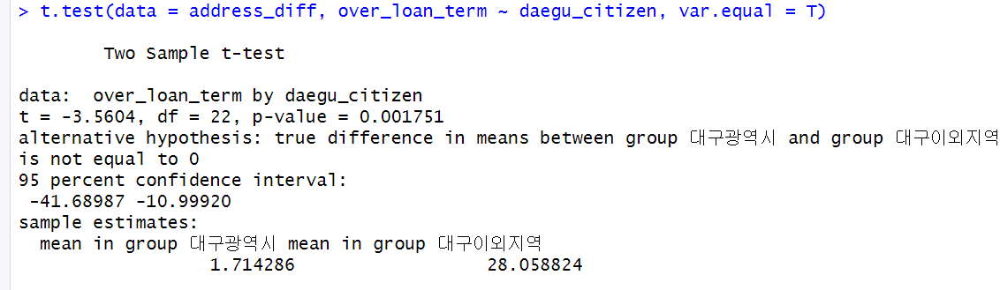 > t.test(data = address_diff, over_loan_term ~ daegu_citizen, var.equal = T)
Two Sample t-test
data:  over_loan_term by daegu_citizen
t = -3.5604, df = 22, p-value = 0.001751
alternative hypothesis: true difference in means between group 대구광역시 and group 대구이외지역
is not equal to 0
95 percent confidence interval:
-41.68987 -10.99920
sample estimates:
mean in group 대구광역시 mean in group 대구이외지역
1.714286 28.058824